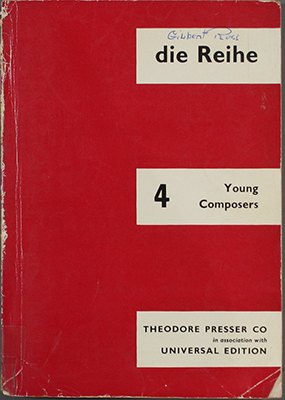 die Reihe
4 Young
Composers
THEODORE PRESSER CO
in association with
UNIVERSAL EDITION